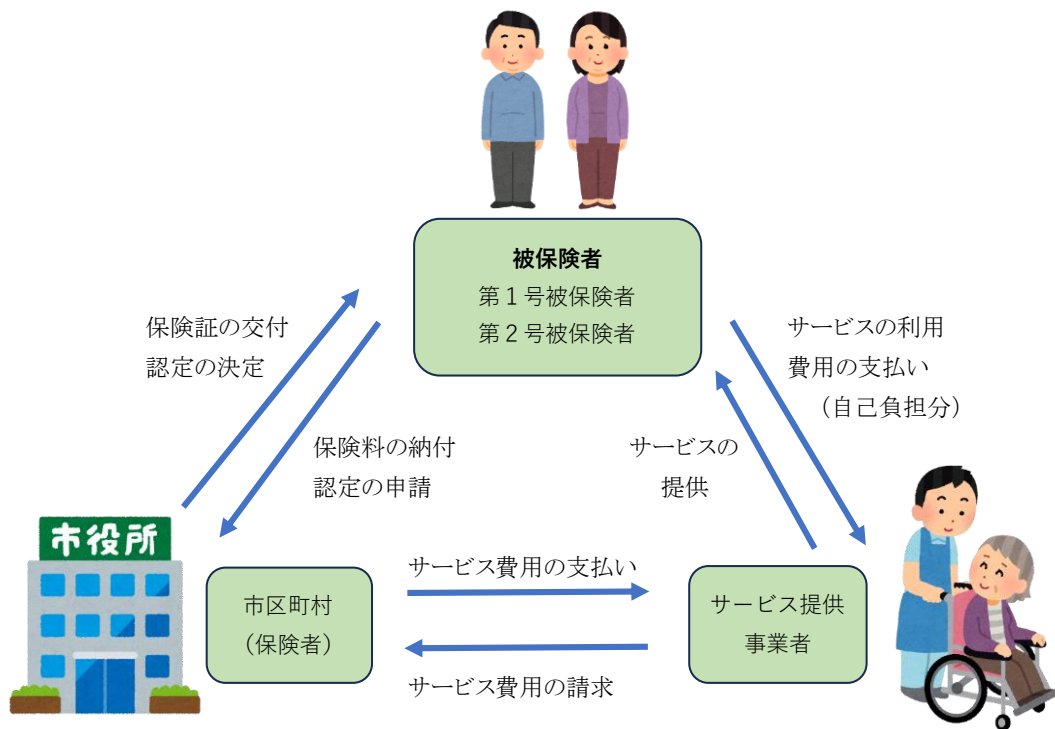 被保険者
第１号被保険者
第２号被保険者
保険証の交付
認定の決定
サービスの利用
費用の支払い
（自己負担分）
保険料の納付
認定の申請
サービスの
提供
市役所
サービス費用の支払い
市区町村
（保険者）
サービス提供
事業者
サービス費用の請求